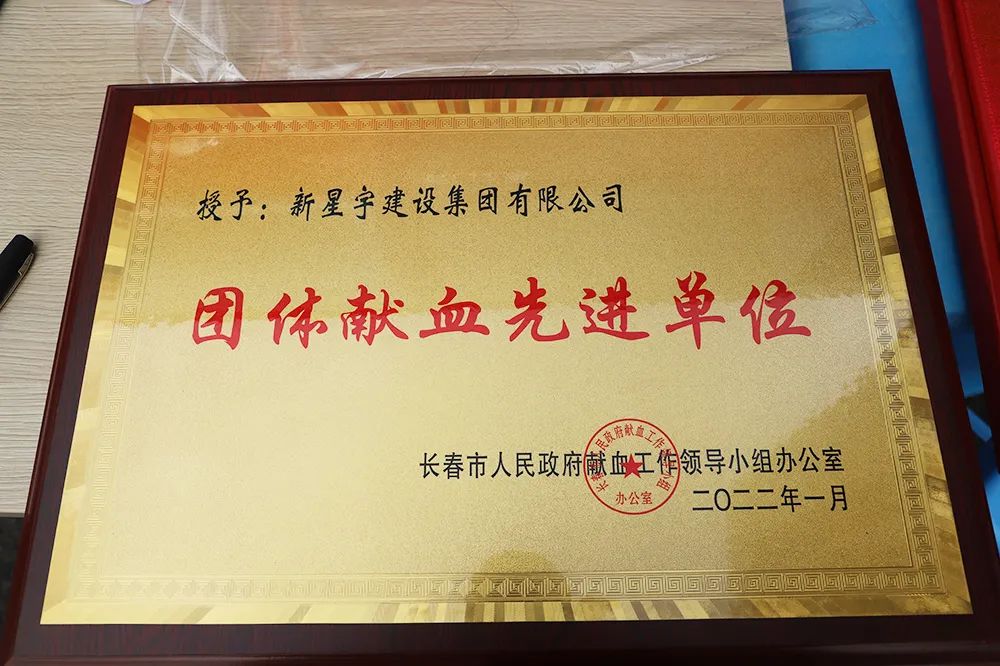 授予：新星宇建设集团有限公司
团体献血先进单位
长春市人民政府献血工作领导小组办公室
办公室
二〇二二年一月